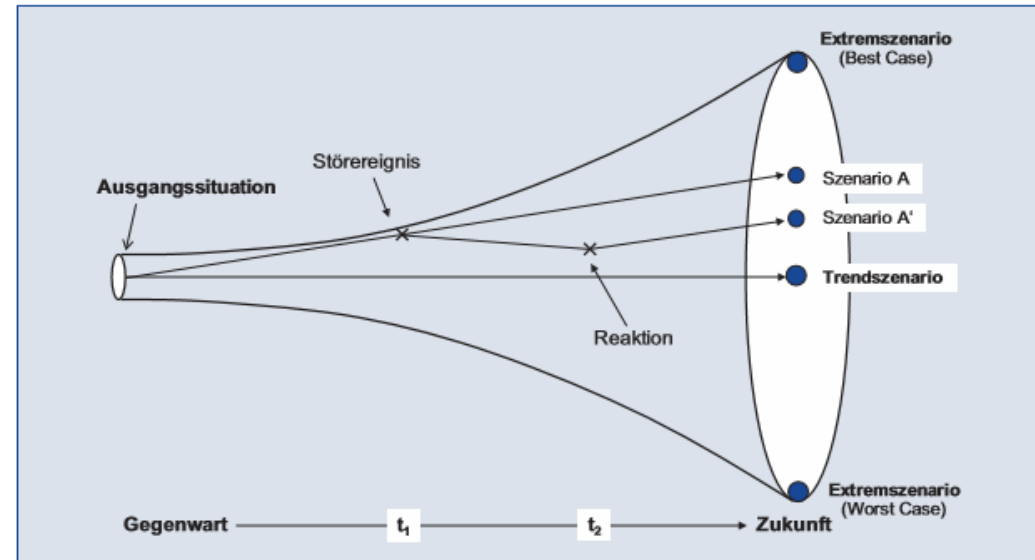 Extremszenario
(Best Case)
Störereignis
Ausgangssituation
Szenario A
Szenario A'
Trendszenario
Reaktion
Extremszenario
(Worst Case)
Gegenwart t₁ t₂ Zukunft